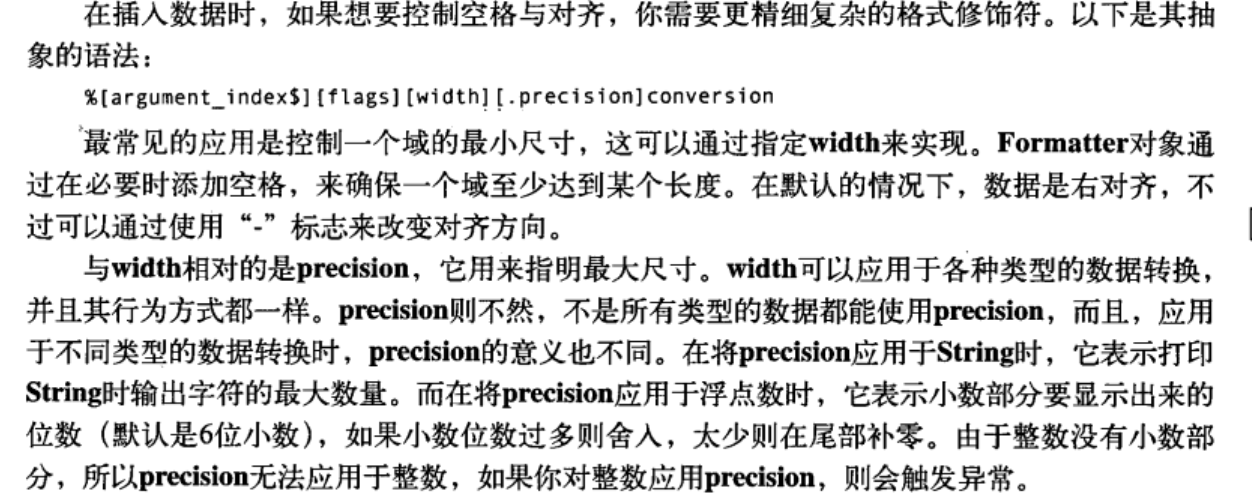 在插入数据时，如果想要控制空格与对齐，你需要更精细复杂的格式修饰符。以下是其抽
象的语法：
%[argument_index$][flags][width][.precision]conversion
最常见的应用是控制一个域的最小尺寸，这可以通过指定width来实现。Formatter对象通
过在必要时添加空格，来确保一个域至少达到某个长度。在默认的情况下，数据是右对齐，不
过可以通过使用“-”标志来改变对齐方向。
与width相对的是precision，它用来指明最大尺寸。width可以应用于各种类型的数据转换，
并且其行为方式都一样。precision则不然，不是所有类型的数据都能使用precision，而且，应用
于不同类型的数据转换时，precision的意义也不同。在将precision应用于String时，它表示打印
String时输出字符的最大数量。而在将precision应用于浮点数时，它表示小数部分要显示出来的
位数（默认是6位小数），如果小数位数过多则舍入，太少则在尾部补零。由于整数没有小数部
分，所以precision无法应用于整数，如果你对整数应用precision，则会触发异常。